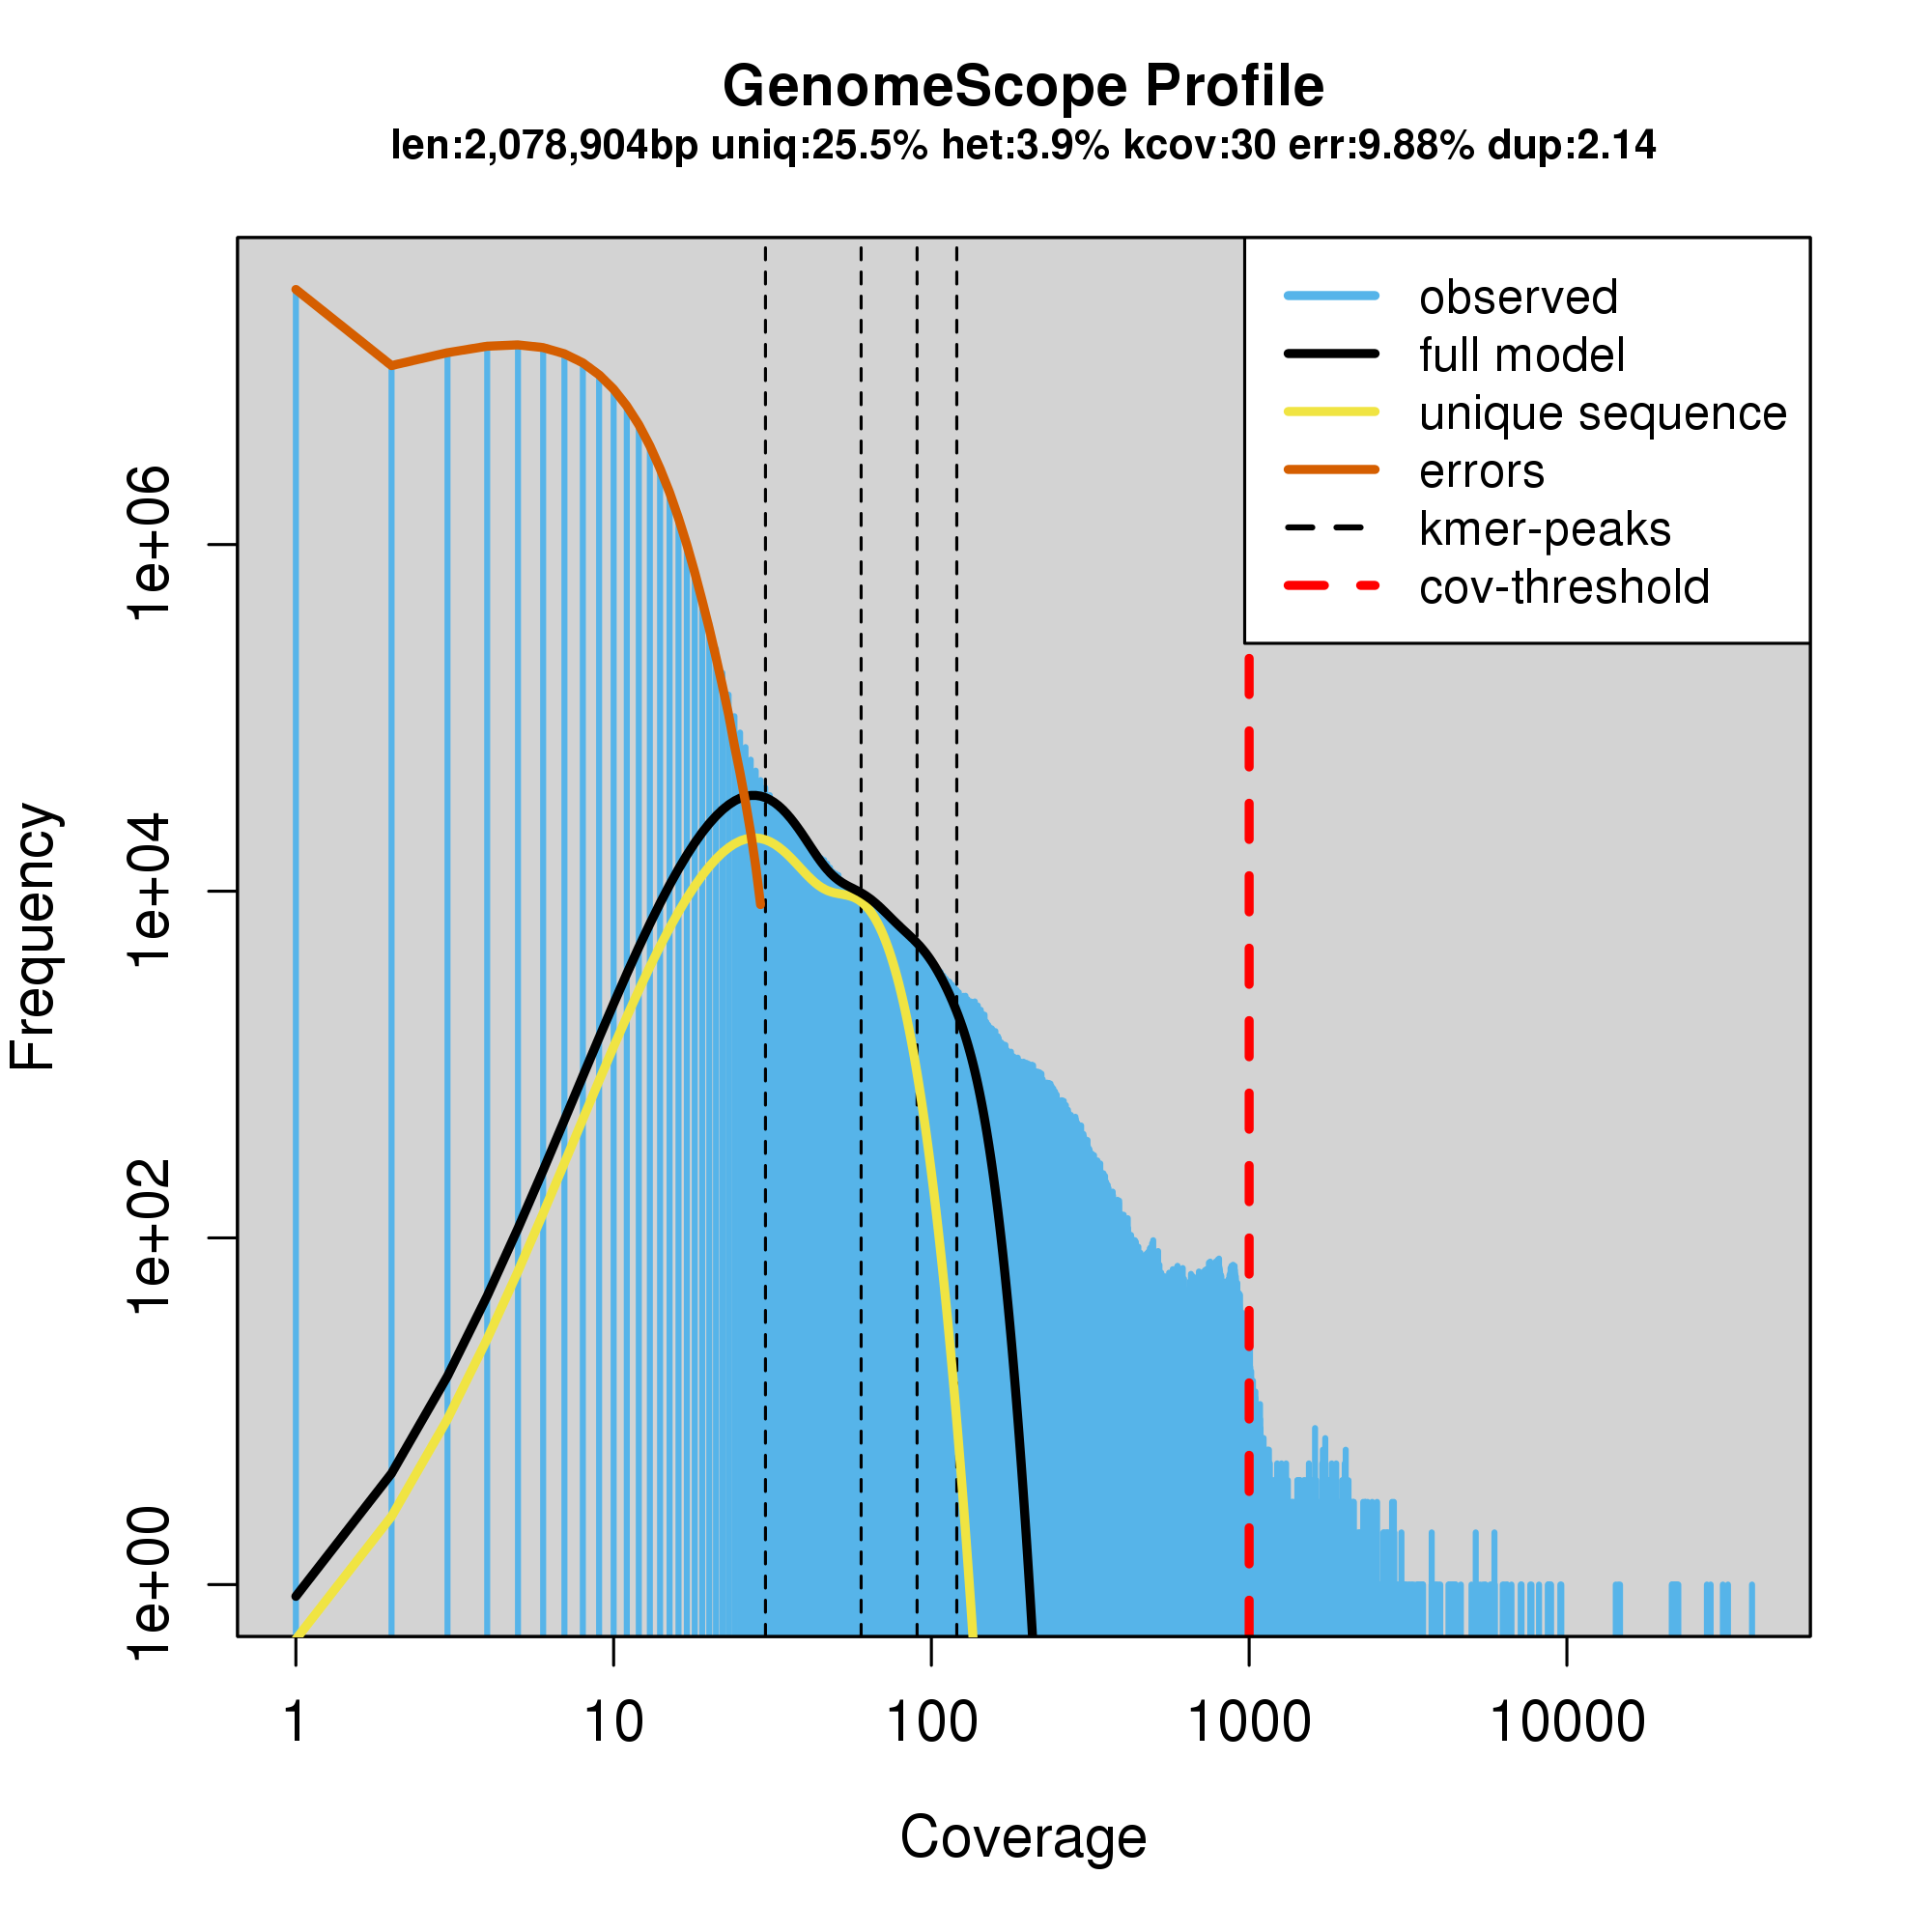 GenomeScope Profile
len:2,078,904bp uniq:25.5% het:3.9% kcov:30 err:9.88% dup:2.14
observed
full model
unique sequence
errors
kmer-peaks
cov-threshold
Frequency
1e+06
1e+04
1e+02
1e+00
1 10 100 1000 10000
Coverage